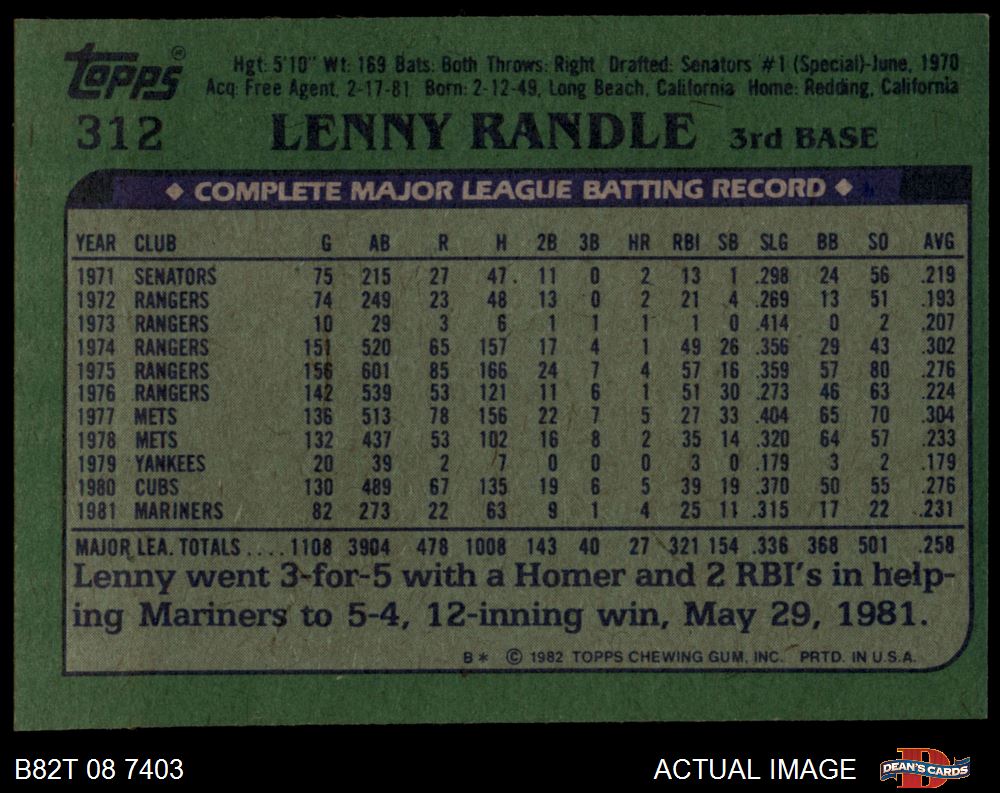 topps®
Hgt: 5'10" Wt: 169 Bats: Both Throws: Right Drafted: Senators #1 (Special)-June, 1970
Acq: Free Agent, 2-17-81 Born: 2-12-49, Long Beach, California Home: Redding, California
312 LENNY RANDLE 3rd BASE
◆ COMPLETE MAJOR LEAGUE BATTING RECORD ◆
YEAR CLUB G AB R H 2B 3B HR RBI SB SLG BB SO AVG
1971 SENATORS 75 215 27 47 11 0 2 13 1 .298 24 56 .219
1972 RANGERS 74 249 23 48 13 0 2 21 4 .269 13 51 .193
1973 RANGERS 10 29 3 6 1 1 1 1 0 .414 0 2 .207
1974 RANGERS 151 520 65 157 17 4 1 49 26 .356 29 43 .302
1975 RANGERS 156 601 85 166 24 7 4 57 16 .359 57 80 .276
1976 RANGERS 142 539 53 121 11 6 1 51 30 .273 46 63 .224
1977 METS 136 513 78 156 22 7 5 27 33 .404 65 70 .304
1978 METS 132 437 53 102 16 8 2 35 14 .320 64 57 .233
1979 YANKEES 20 39 2 7 0 0 0 3 0 .179 3 2 .179
1980 CUBS 130 489 67 135 19 6 5 39 19 .370 50 55 .276
1981 MARINERS 82 273 22 63 9 1 4 25 11 .315 17 22 .231
MAJOR LEA. TOTALS .... 1108 3904 478 1008 143 40 27 321 154 .336 368 501 .258
Lenny went 3-for-5 with a Homer and 2 RBI's in help-
ing Mariners to 5-4, 12-inning win, May 29, 1981.
B* © 1982 TOPPS CHEWING GUM, INC. PRTD. IN U.S.A.
B82T 08 7403 ACTUAL IMAGE DEAN'S CARDS